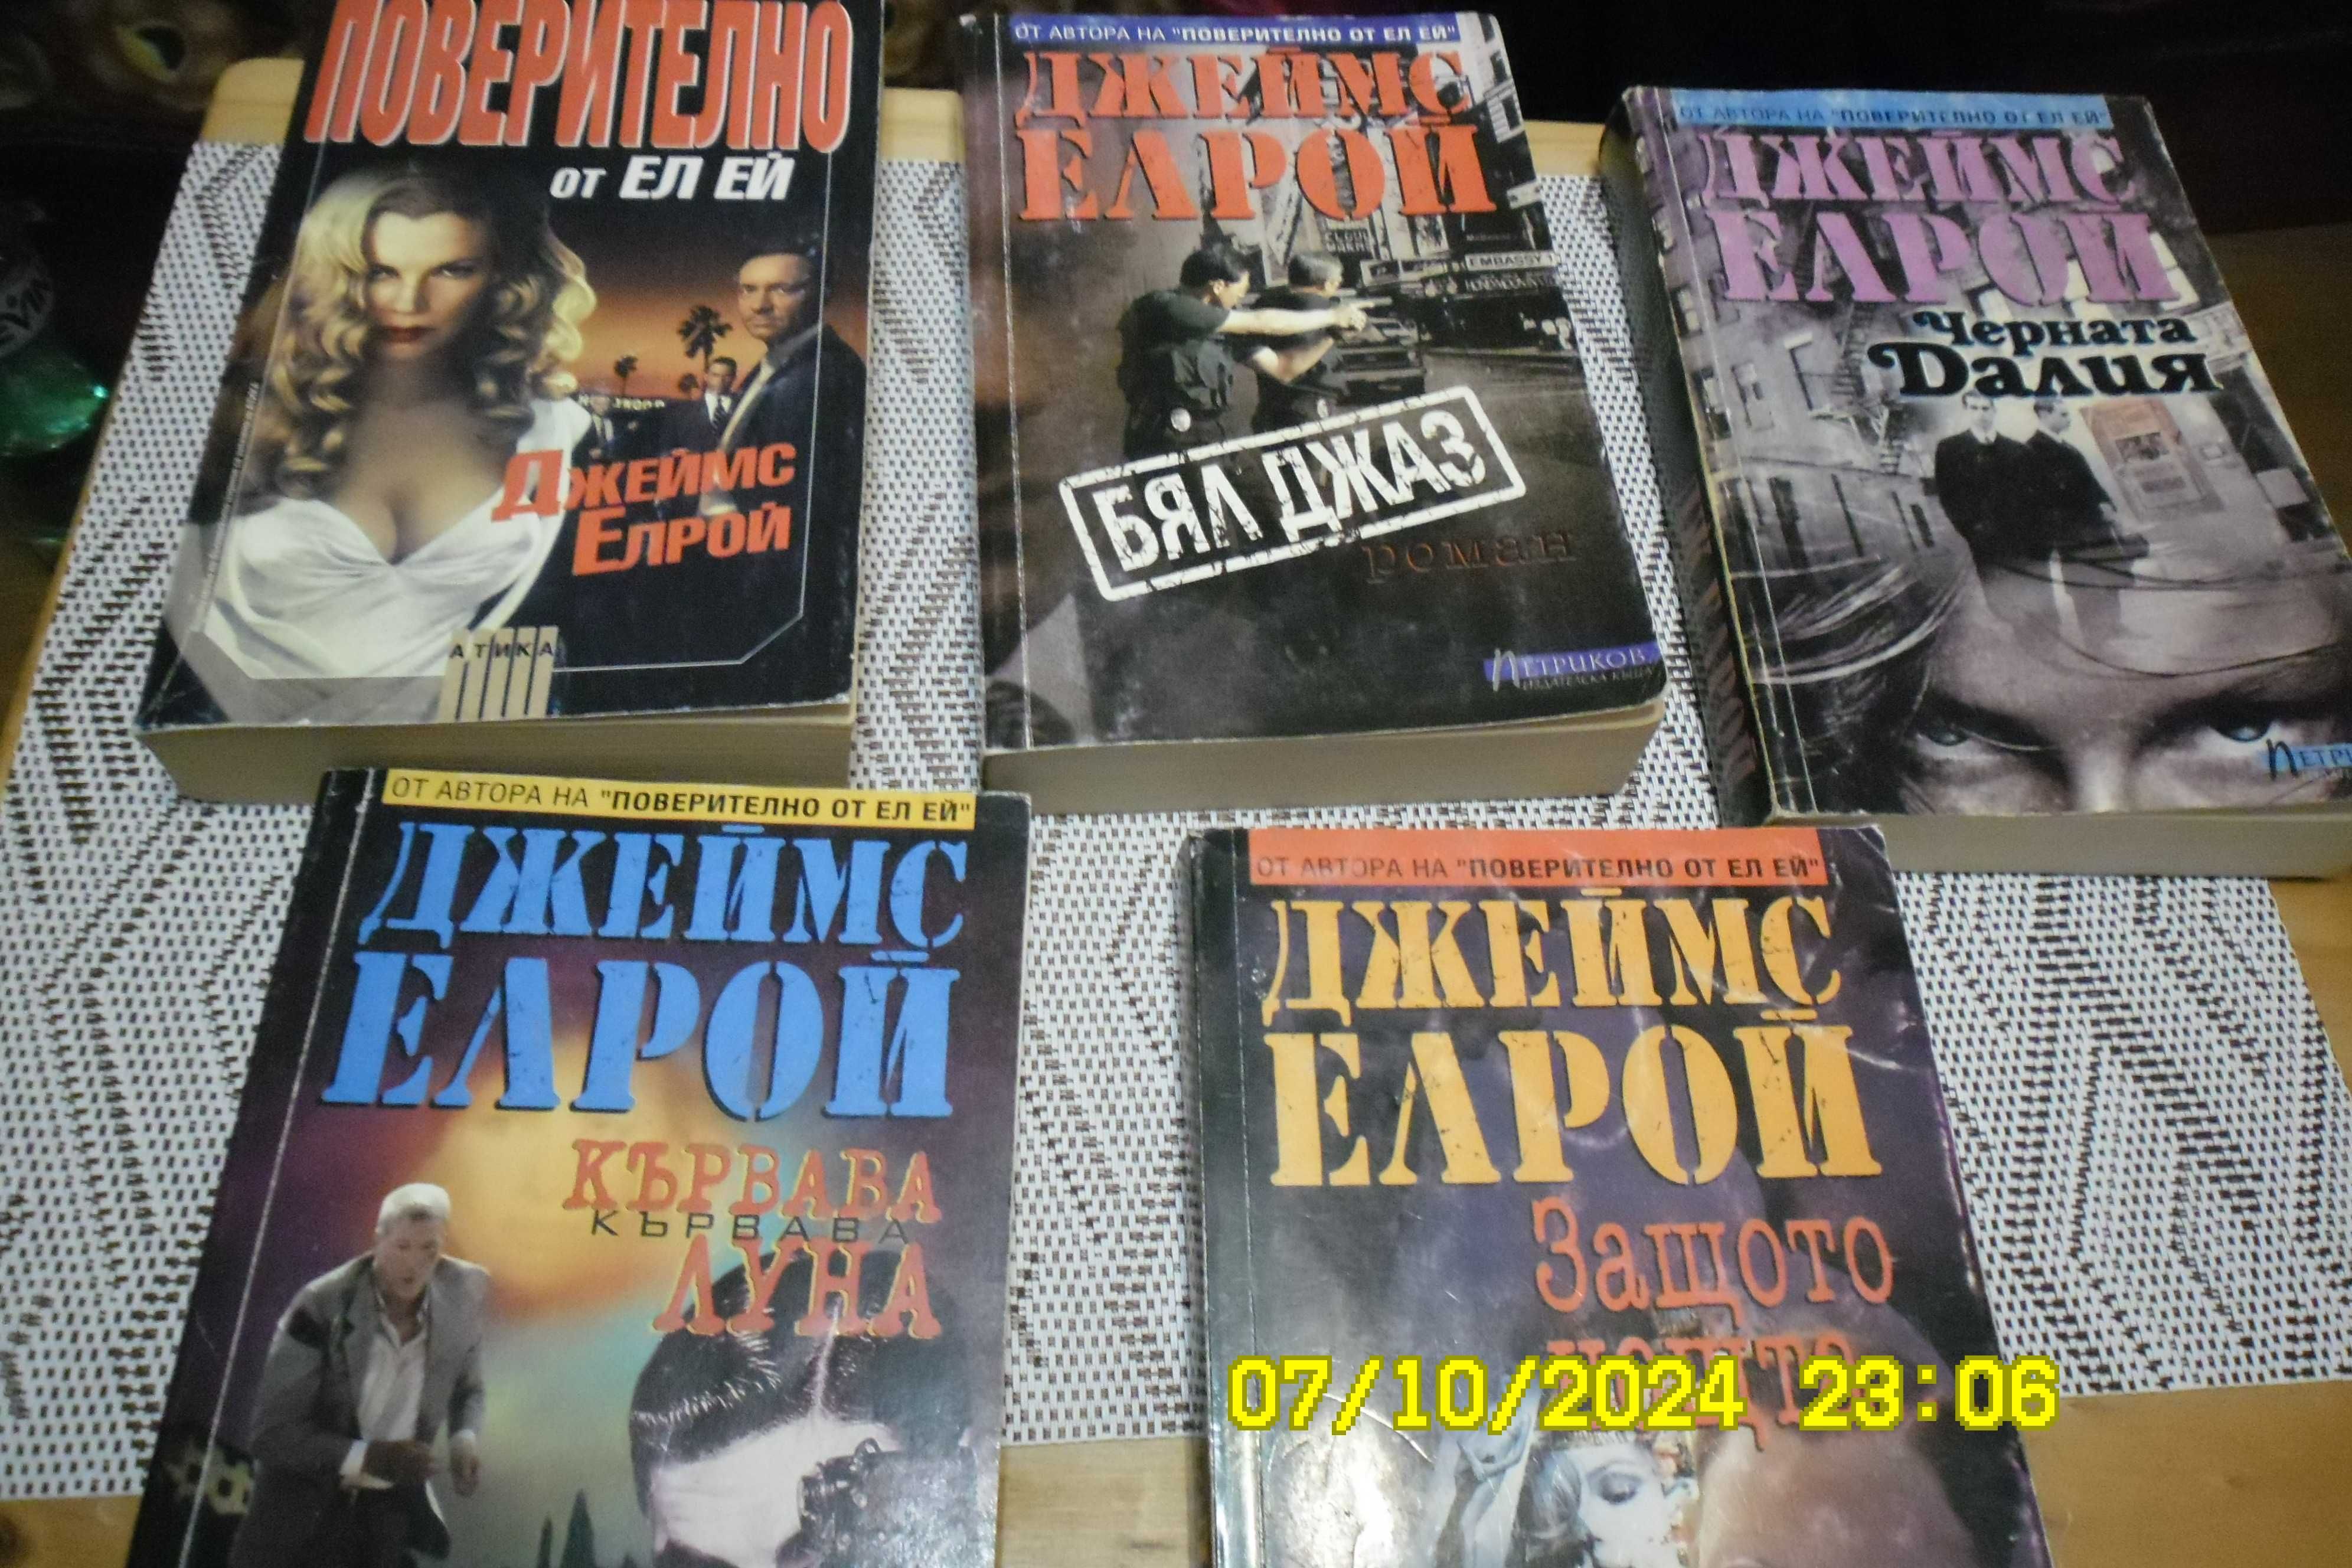 ПОВЕРИТЕЛНО
от ЕЛ ЕЙ
ДЖЕЙМС
ЕЛРОЙ
АТИКА
ОТ АВТОРА НА "ПОВЕРИТЕЛНО ОТ ЕЛ ЕЙ"
ДЖЕЙМС
ЕЛРОЙ
EMBASSY
БЯЛ ДЖАЗ
роман
ПЕТРИКОВ
ИЗДАТЕЛСКА КЪЩА
ОТ АВТОРА НА "ПОВЕРИТЕЛНО ОТ ЕЛ ЕЙ"
ДЖЕЙМС
ЕЛРОЙ
Черната
Далия
ОТ АВТОРА НА "ПОВЕРИТЕЛНО ОТ ЕЛ ЕЙ"
ДЖЕЙМС
ЕЛРОЙ
КЪРВАВА
КЪРВАВА
ЛУНА
ОТ АВТОРА НА "ПОВЕРИТЕЛНО ОТ ЕЛ ЕЙ"
ДЖЕЙМС
ЕЛРОЙ
Защото
07/10/2024 23:06